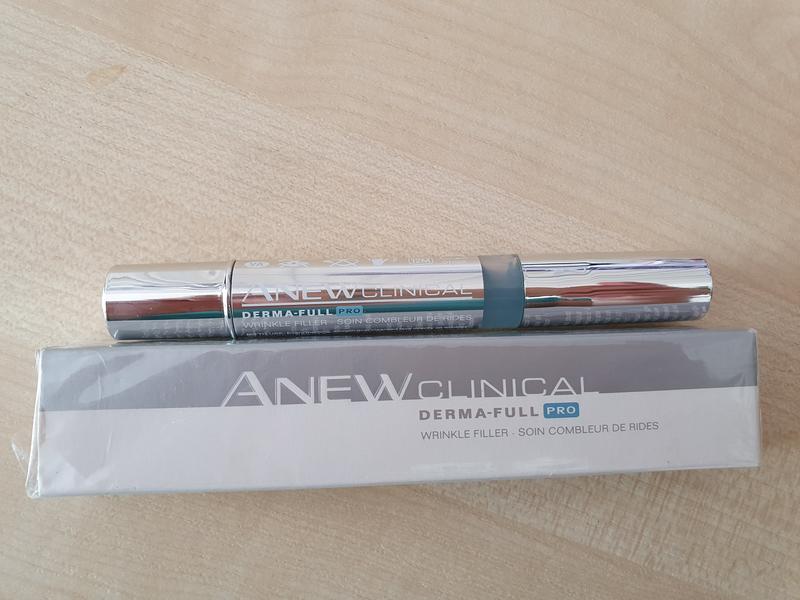 12M
ANEW CLINICAL
DERMA-FULL PRO
WRINKLE FILLER · SOIN COMBLEUR DE RIDES
ANEW CLINICAL
DERMA-FULL PRO
WRINKLE FILLER · SOIN COMBLEUR DE RIDES